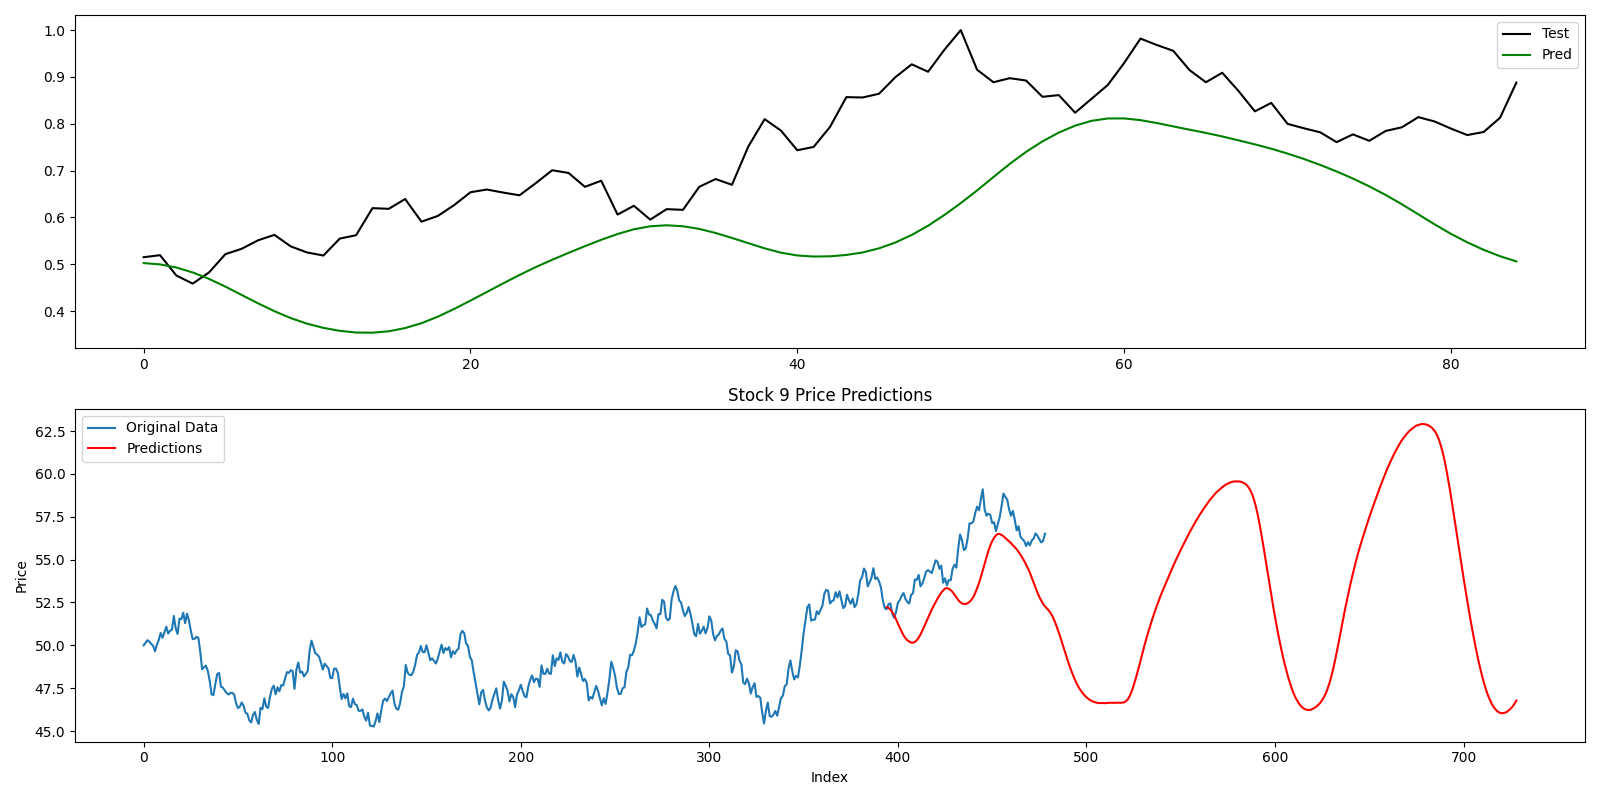 1.0
0.9
0.8
0.7
0.6
0.5
0.4
Test
Pred
0 20 40 60 80
Stock 9 Price Predictions
Original Data
Predictions
Price
62.5
60.0
57.5
55.0
52.5
50.0
47.5
45.0
0 100 200 300 400 500 600 700
Index